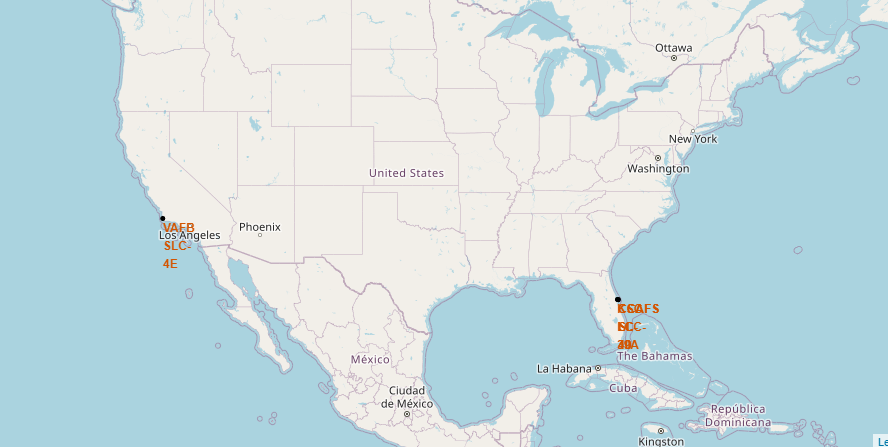 Ottawa
New York
Washington
United States
VAFB
SLC-
4E
Los Angeles
Phoenix
The Bahamas
México
La Habana
Cuba
Ciudad
de México
República
Dominicana
Kingston
Le